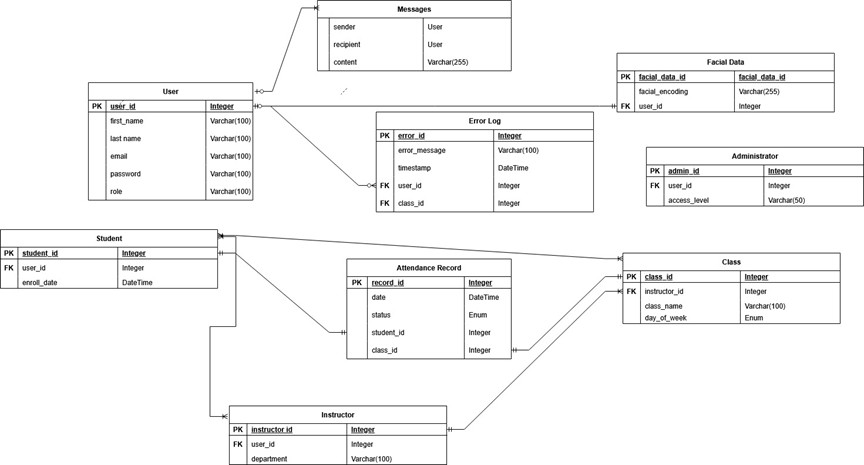 Messages
sender User
recipient User
content Varchar(255)
User
PK user_id Integer
first_name Varchar(100)
last name Varchar(100)
email Varchar(100)
password Varchar(100)
role Varchar(100)
Facial Data
PK facial_data_id facial_data_id
facial_encoding Varchar(255)
FK user_id Integer
Error Log
PK error_id Integer
error_message Varchar(100)
timestamp DateTime
FK user_id Integer
FK class_id Integer
Administrator
PK admin_id Integer
FK user_id Integer
access_level Varchar(50)
Student
PK student_id Integer
FK user_id Integer
enroll_date DateTime
Attendance Record
PK record_id Integer
date DateTime
status Enum
student_id Integer
class_id Integer
Class
PK class_id Integer
FK instructor_id Integer
class_name Varchar(100)
day_of_week Enum
Instructor
PK instructor_id Integer
FK user_id Integer
department Varchar(100)